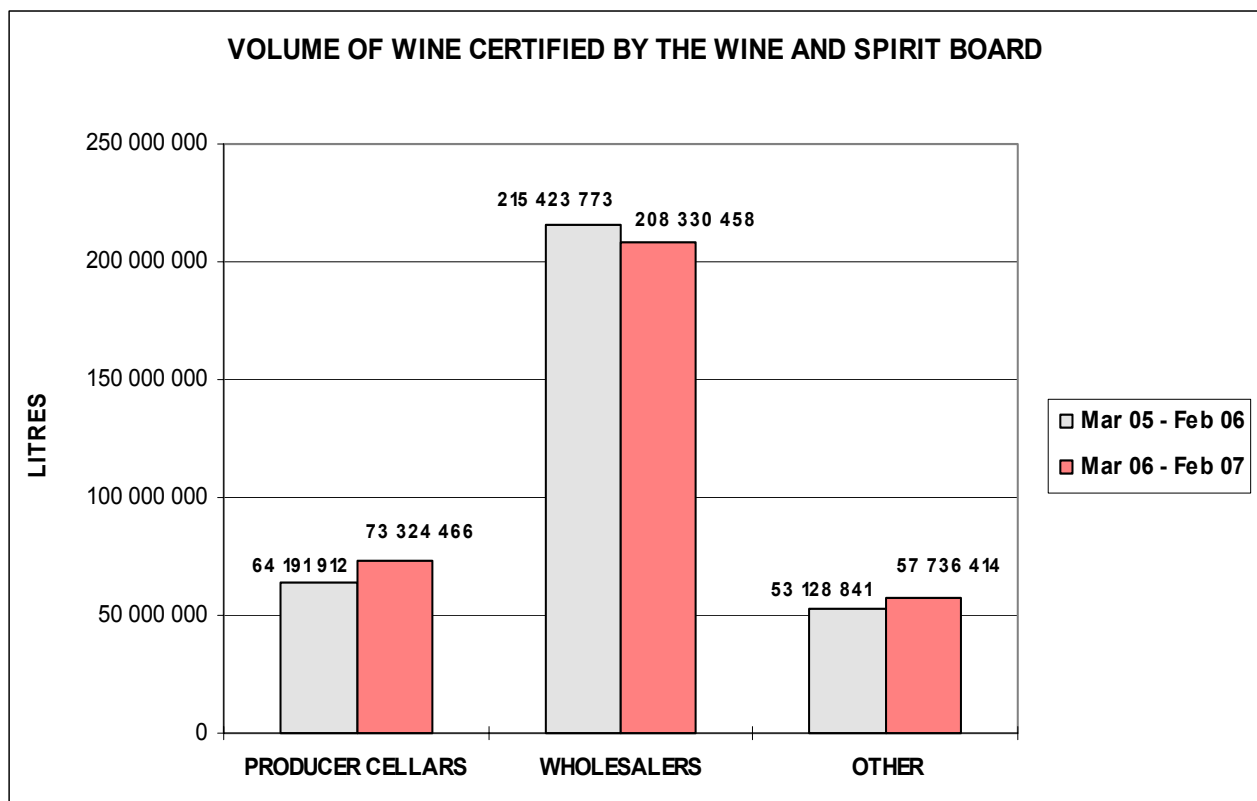 VOLUME OF WINE CERTIFIED BY THE WINE AND SPIRIT BOARD
LITRES
250 000 000
200 000 000
150 000 000
100 000 000
50 000 000
0
64 191 912
73 324 466
215 423 773
208 330 458
53 128 841
57 736 414
PRODUCER CELLARS
WHOLESALERS
OTHER
Mar 05 - Feb 06
Mar 06 - Feb 07